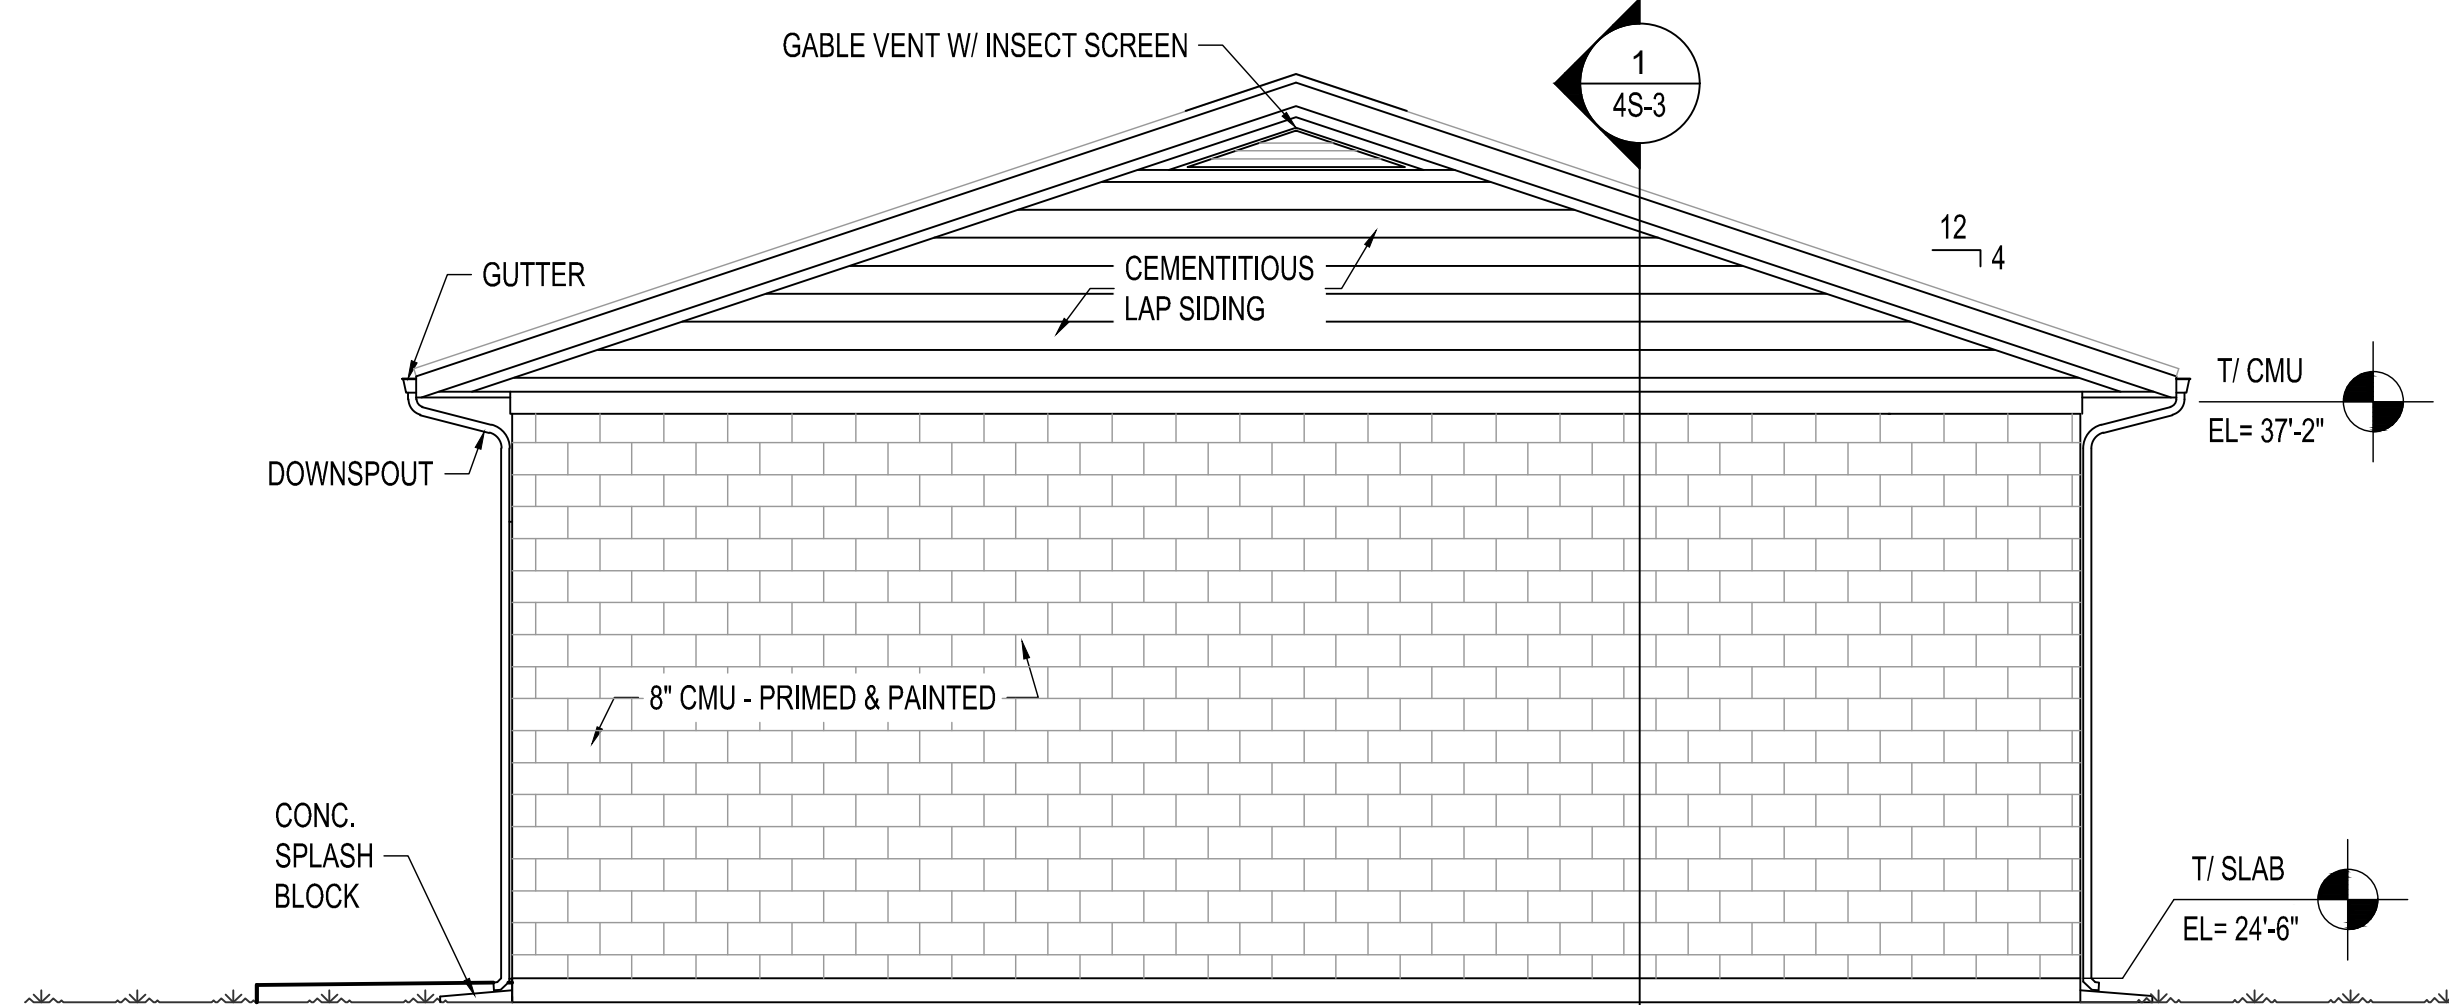 GABLE VENT W/ INSECT SCREEN
1
4S-3
12
4
GUTTER
CEMENTITIOUS
LAP SIDING
T/ CMU
EL= 37'-2"
DOWNSPOUT
8" CMU - PRIMED & PAINTED
CONC.
SPLASH
BLOCK
T/ SLAB
EL= 24'-6"